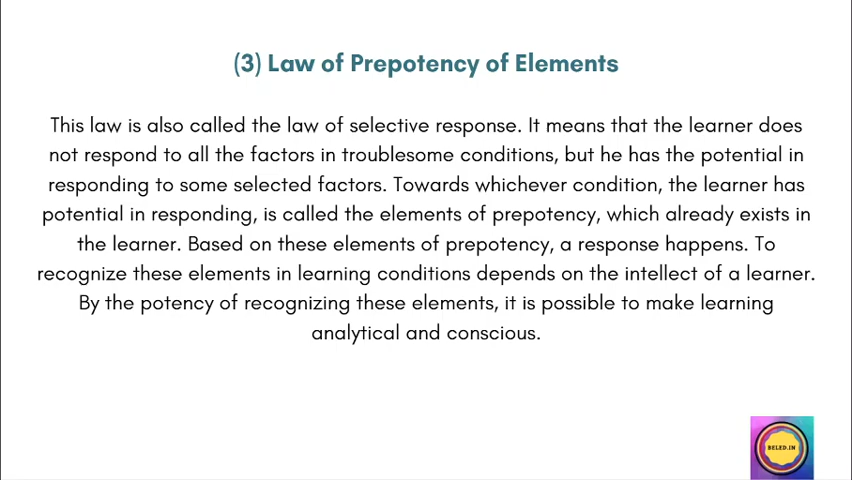 (3) Law of Prepotency of Elements
This law is also called the law of selective response. It means that the learner does
not respond to all the factors in troublesome conditions, but he has the potential in
responding to some selected factors. Towards whichever condition, the learner has
potential in responding, is called the elements of prepotency, which already exists in
the learner. Based on these elements of prepotency, a response happens. To
recognize these elements in learning conditions depends on the intellect of a learner.
By the potency of recognizing these elements, it is possible to make learning
analytical and conscious.
BELED.IN